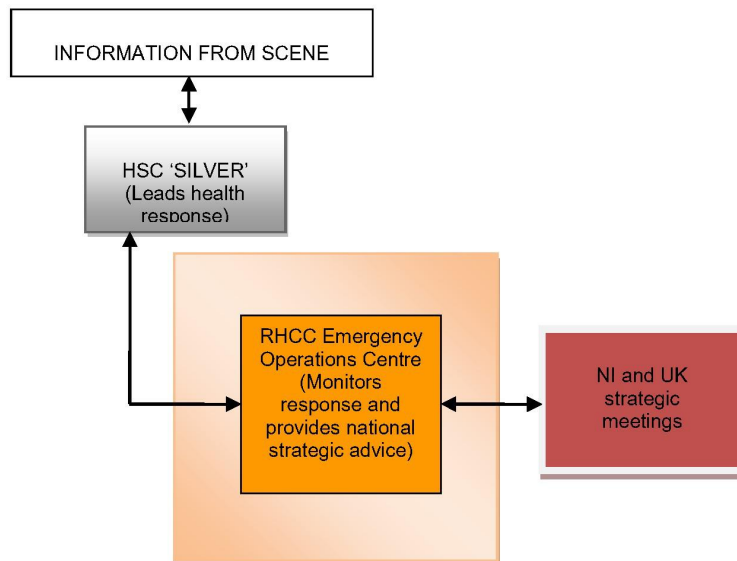 INFORMATION FROM SCENE
HSC ‘SILVER’
(Leads health
response)
RHCC Emergency
Operations Centre
(Monitors
response and
provides national
strategic advice)
NI and UK
strategic
meetings